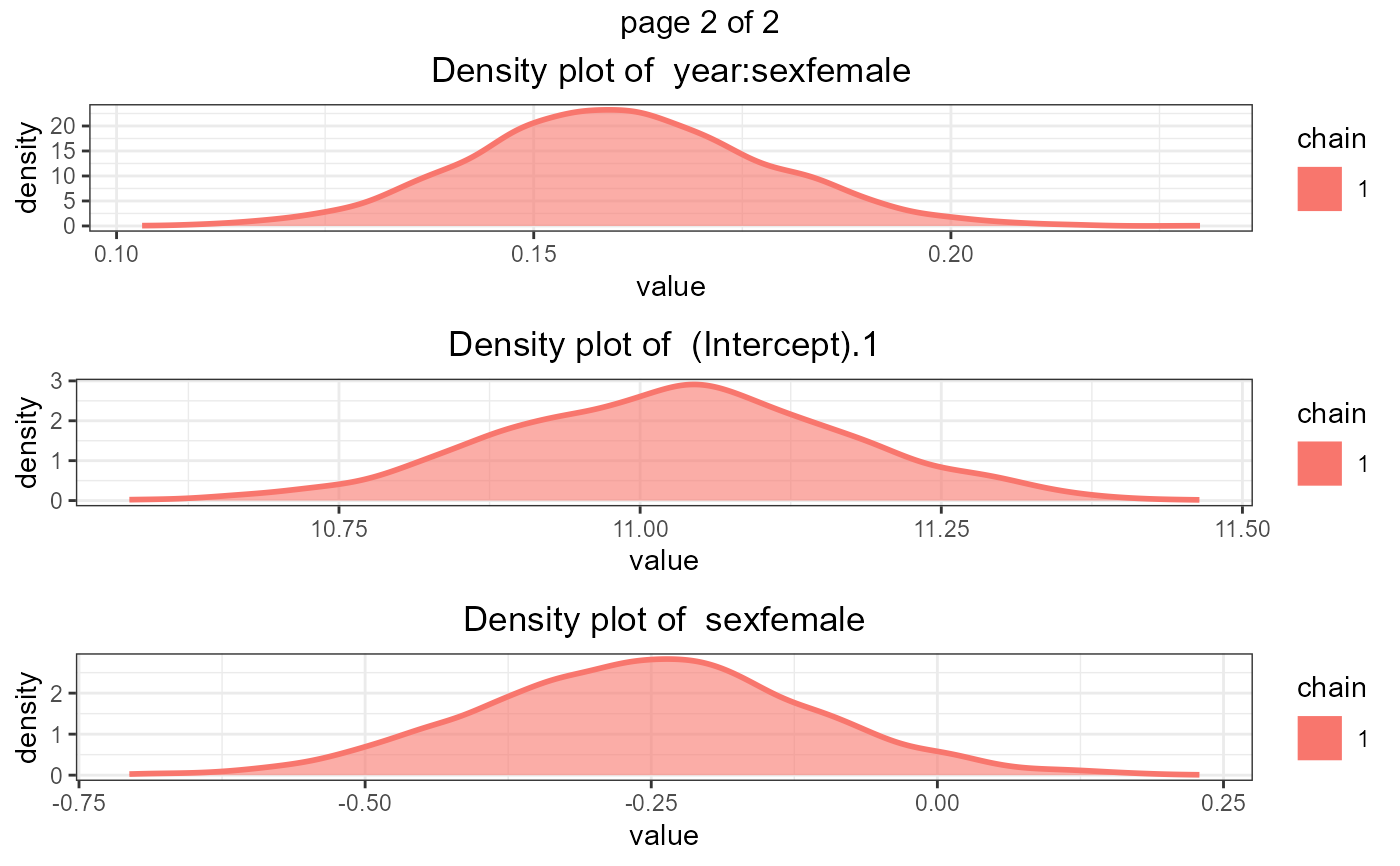 page 2 of 2
Density plot of  year:sexfemale
density
20
15
10
5
0
0.10 0.15 0.20
value
chain
1
Density plot of  (Intercept).1
density
3
2
1
0
10.75 11.00 11.25 11.50
value
chain
1
Density plot of  sexfemale
density
2
1
0
-0.75 -0.50 -0.25 0.00 0.25
value
chain
1